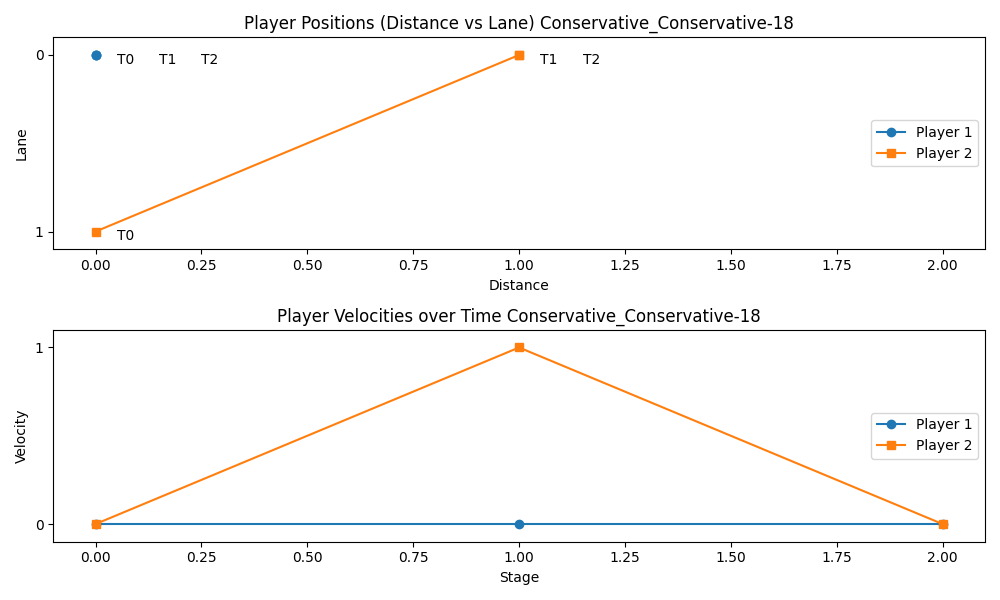 Player Positions (Distance vs Lane) Conservative_Conservative-18
0
T0 T1 T2 T1 T2
Lane
Player 1
Player 2
1
T0
0.00 0.25 0.50 0.75 1.00 1.25 1.50 1.75 2.00
Distance
Player Velocities over Time Conservative_Conservative-18
1
Velocity
Player 1
Player 2
0
0.00 0.25 0.50 0.75 1.00 1.25 1.50 1.75 2.00
Stage